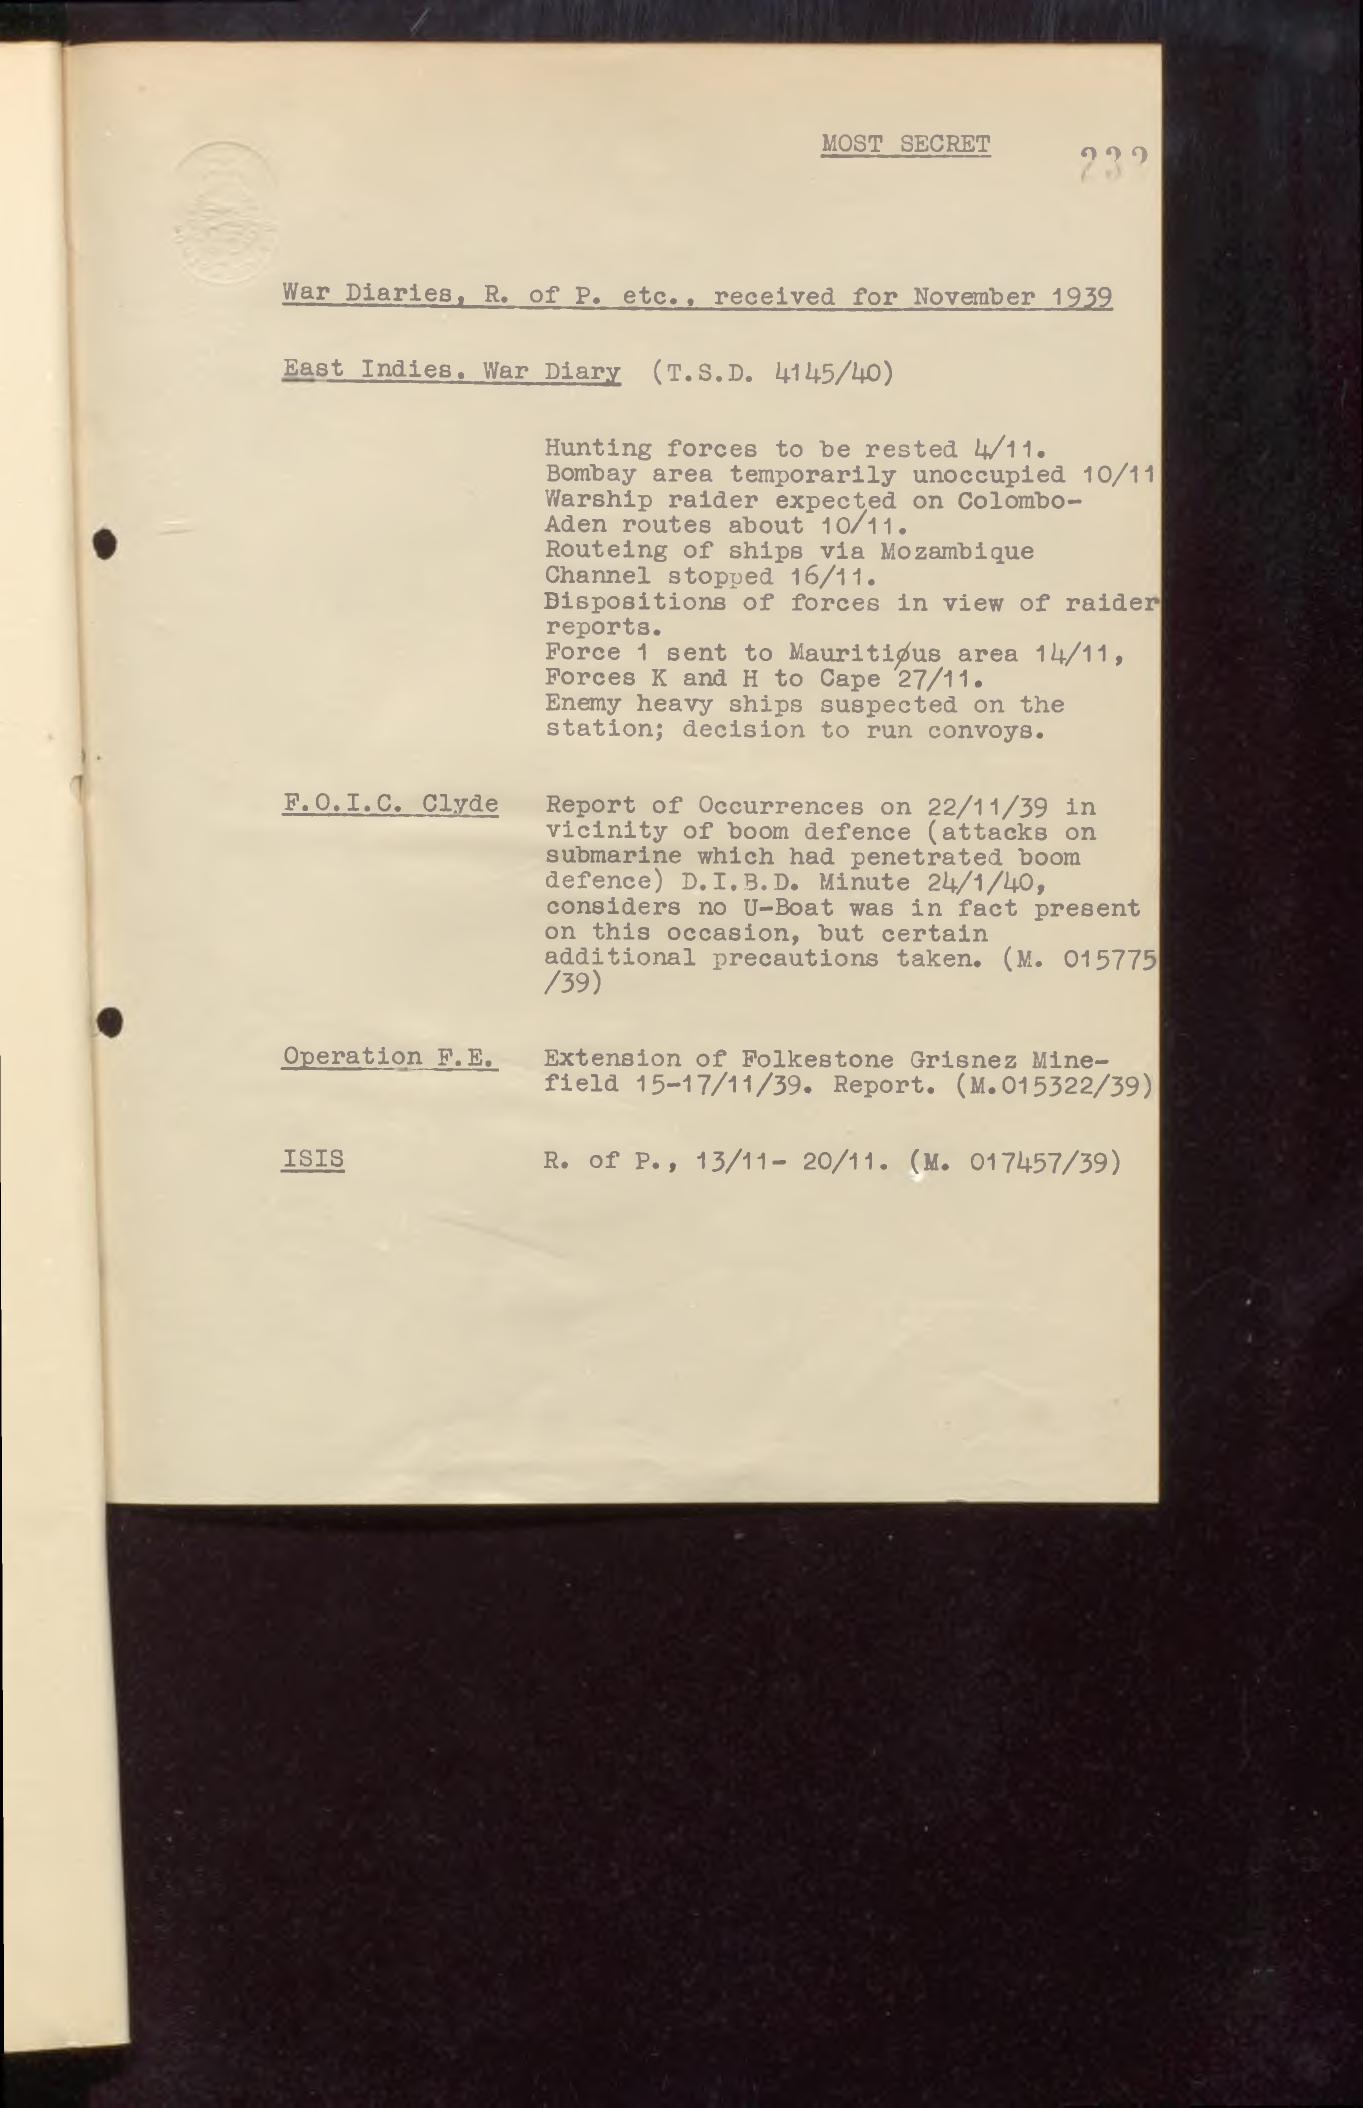 MOST SECRET
232
War Diaries, R. of P. etc., received for November 1939
East Indies. War Diary (T.S.D. 4145/40)
Hunting forces to be rested 4/11.
Bombay area temporarily unoccupied 10/11
Warship raider expected on Colombo-
Aden routes about 10/11.
Routeing of ships via Mozambique
Channel stopped 16/11.
Dispositions of forces in view of raider
reports.
Force 1 sent to Mauritiøus area 14/11,
Forces K and H to Cape 27/11.
Enemy heavy ships suspected on the
station; decision to run convoys.
F.O.I.C. Clyde Report of Occurrences on 22/11/39 in
vicinity of boom defence (attacks on
submarine which had penetrated boom
defence) D.I.B.D. Minute 24/1/40,
considers no U-Boat was in fact present
on this occasion, but certain
additional precautions taken. (M. 015775
/39)
Operation F.E. Extension of Folkestone Grisnez Mine-
field 15-17/11/39. Report. (M.015322/39)
ISIS R. of P., 13/11- 20/11. (M. 017457/39)